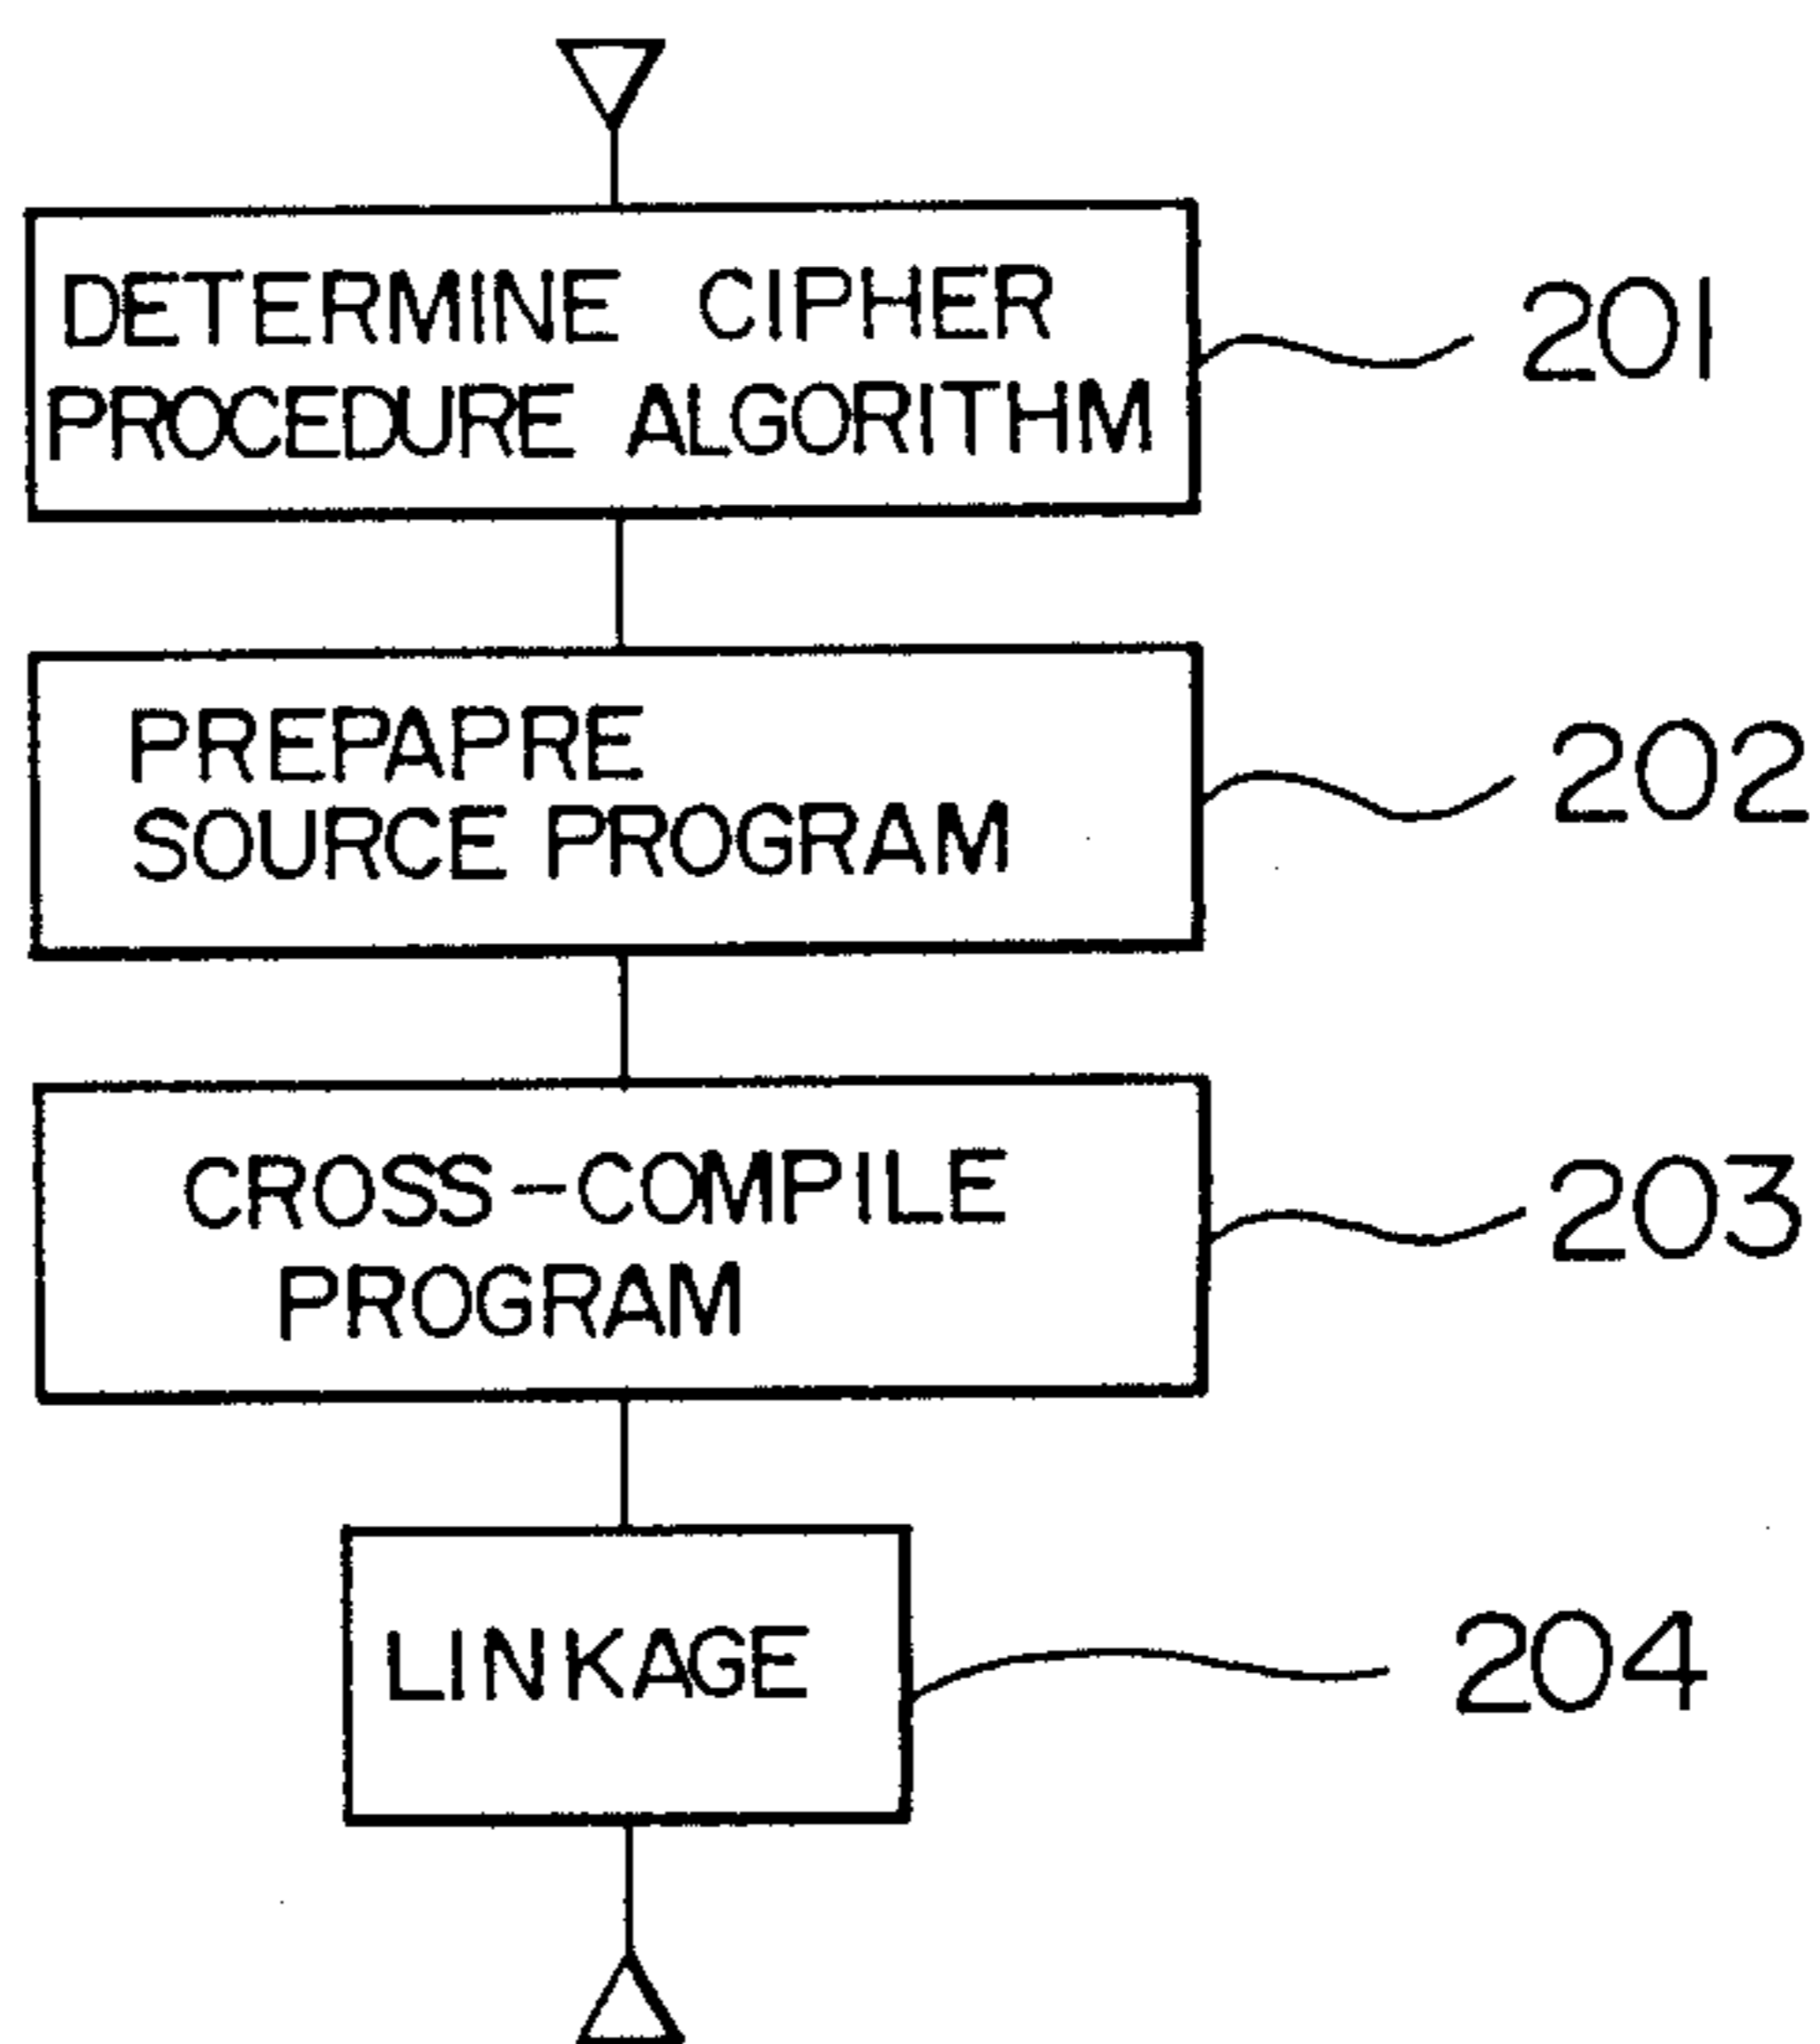 DETERMINE CIPHER
PROCEDURE ALGORITHM
201
PREPAPRE
SOURCE PROGRAM
202
CROSS-COMPILE
PROGRAM
203
LINKAGE
204